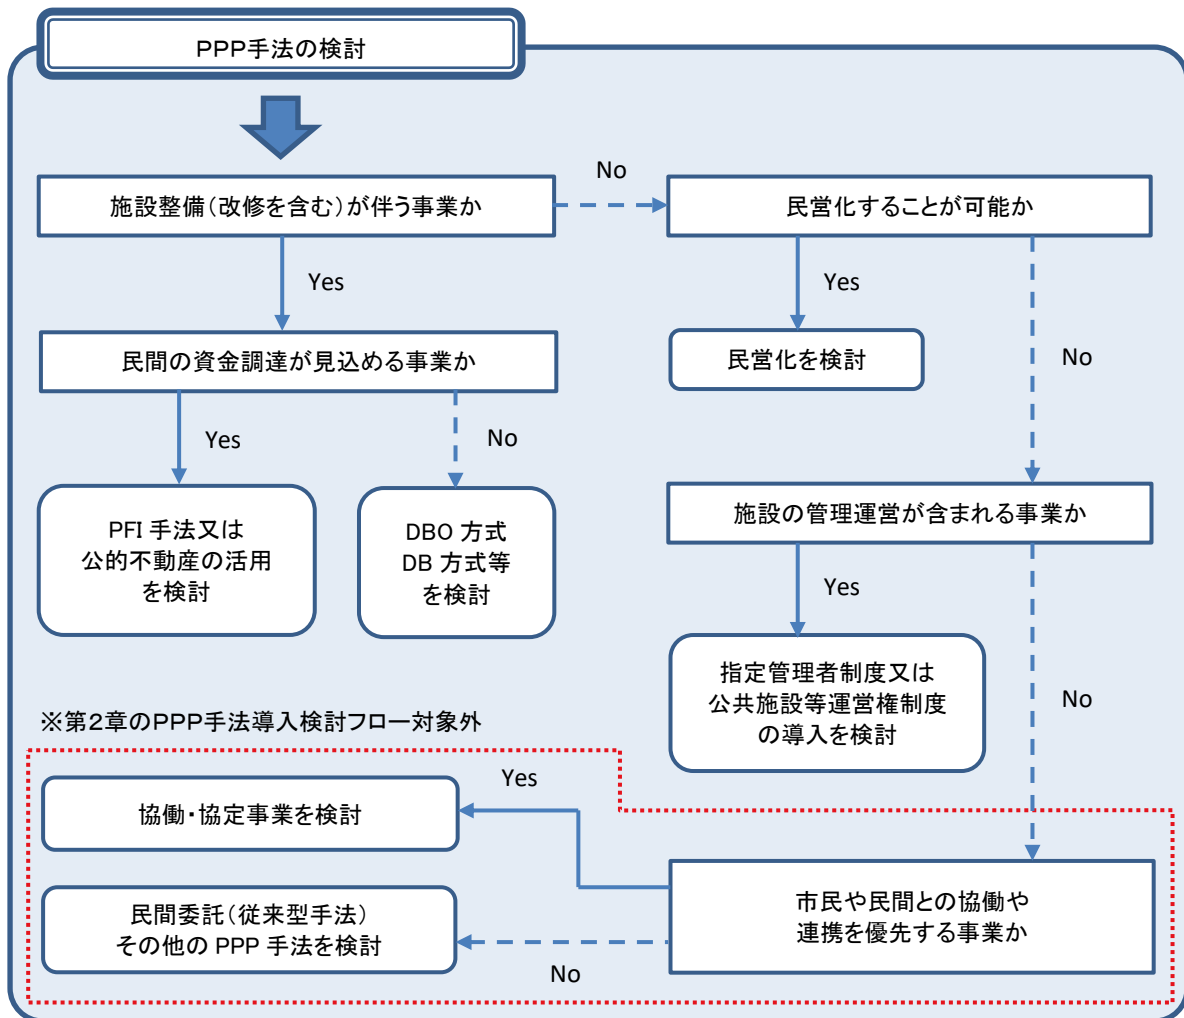 PPP手法の検討
施設整備（改修を含む）が伴う事業か
No
民営化することが可能か
Yes
Yes
民営化を検討
No
民間の資金調達が見込める事業か
Yes
No
PFI 手法又は
公的不動産の活用
を検討
DBO 方式
DB 方式等
を検討
施設の管理運営が含まれる事業か
Yes
No
指定管理者制度又は
公共施設等運営権制度
の導入を検討
※第2章のPPP手法導入検討フロー対象外
Yes
協働・協定事業を検討
市民や民間との協働や
連携を優先する事業か
民間委託（従来型手法）
その他の PPP 手法を検討
No